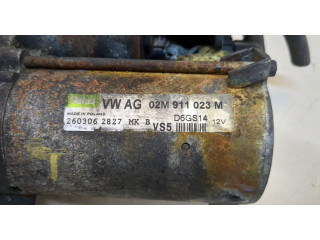 VW AG 02M 911 023 M
MADE IN POLAND D6GS14 12V
260306 2827 MK B VS5